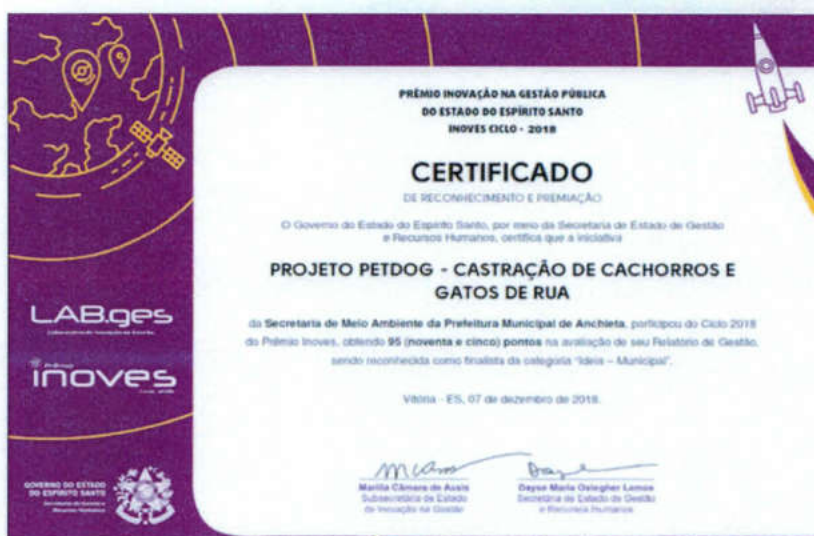 PRÊMIO INOVAÇÃO NA GESTÃO PÚBLICA
DO ESTADO DO ESPÍRITO SANTO
INOVES CICLO - 2018
CERTIFICADO
DE RECONHECIMENTO E PREMIAÇÃO
O Governo do Estado do Espírito Santo, por meio da Secretaria de Estado de Gestão
e Recursos Humanos, certifica que a iniciativa
PROJETO PETDOG - CASTRAÇÃO DE CACHORROS E
GATOS DE RUA
da Secretaria de Meio Ambiente da Prefeitura Municipal de Anchieta, participou do Ciclo 2018
do Prêmio Inoves, obtendo 95 (noventa e cinco) pontos na avaliação de seu Relatório de Gestão,
sendo reconhecida como finalista da categoria "Ideia – Municipal".
Vitória - ES, 07 de dezembro de 2018.
Marilia Câmara de Assis
Subsecretária de Estado
de Inovação na Gestão
Dayse Maria Oslegher Lemos
Secretária de Estado de Gestão
e Recursos Humanos
LAB.ges
Prêmio
inoves
GOVERNO DO ESTADO
DO ESPÍRITO SANTO